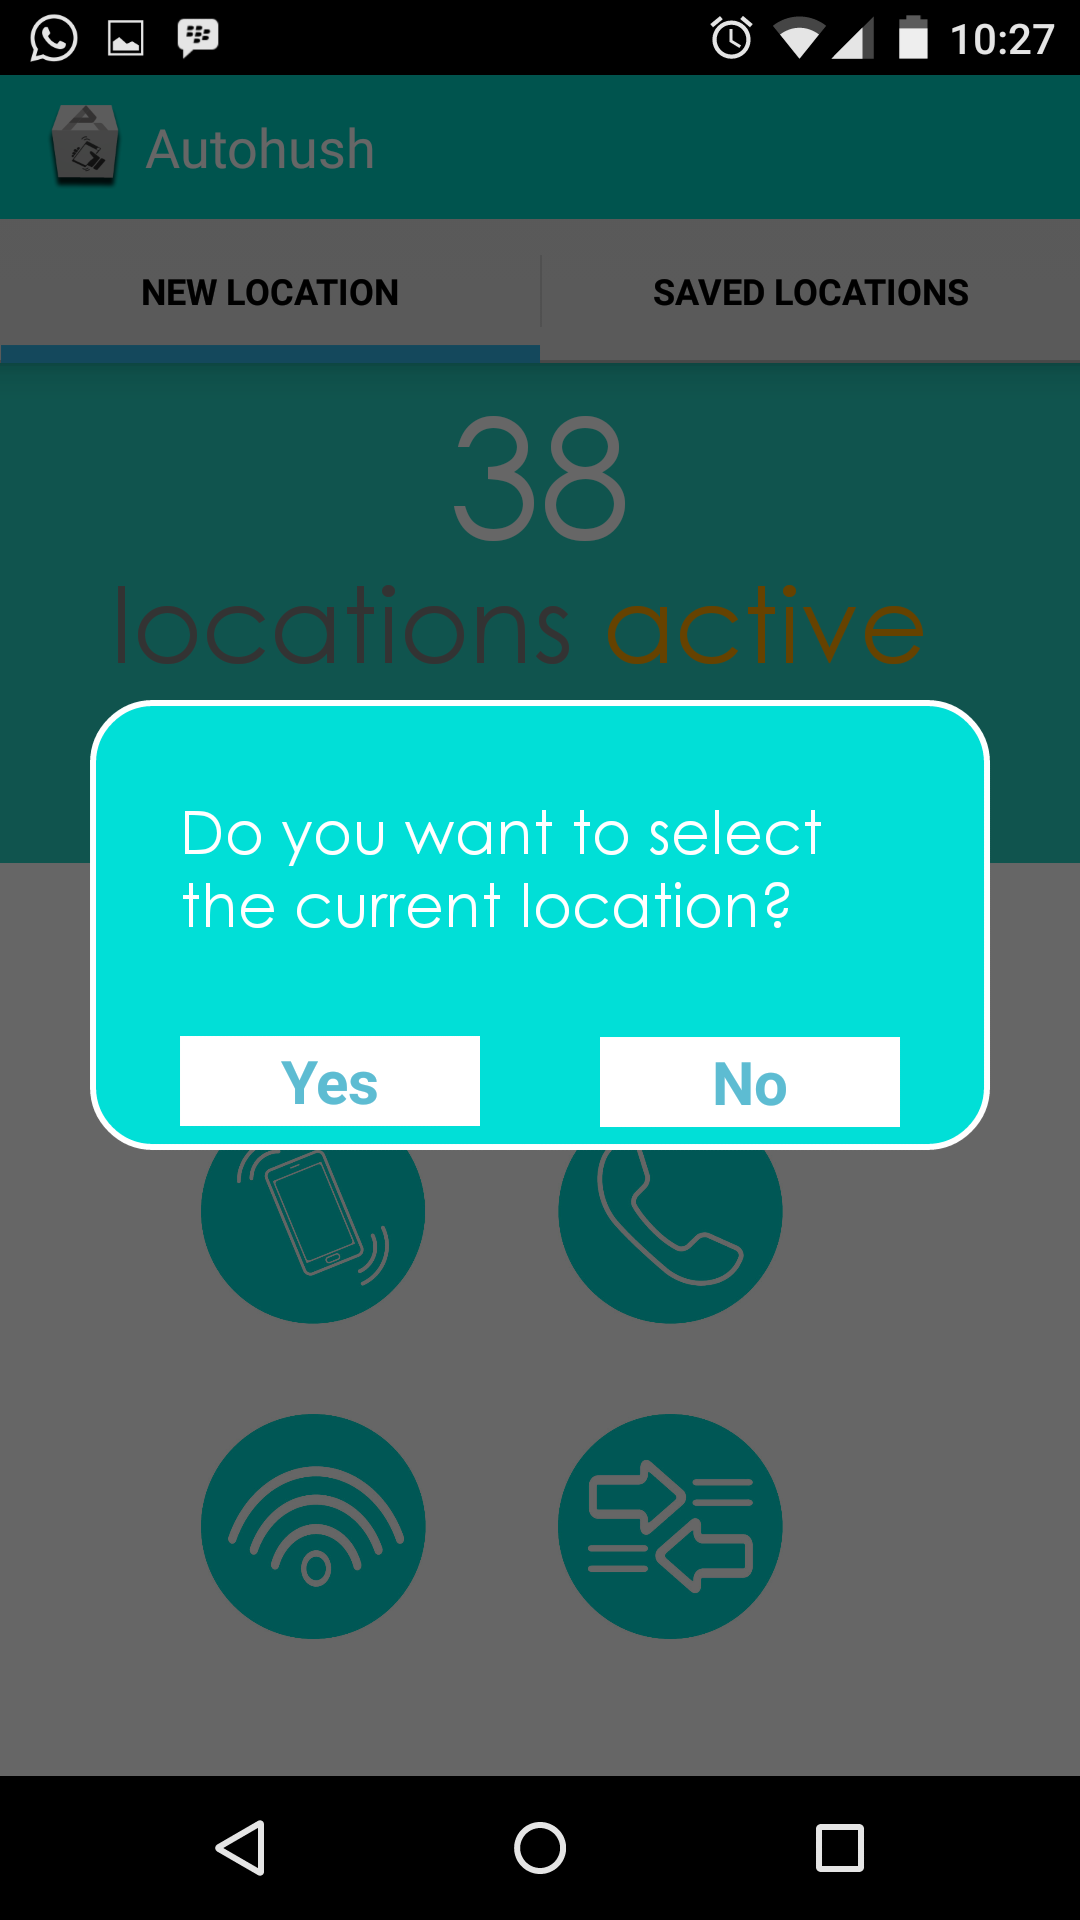 10:27
Autohush
NEW LOCATION
SAVED LOCATIONS
38
locations active
Do you want to select
the current location?
Yes
No